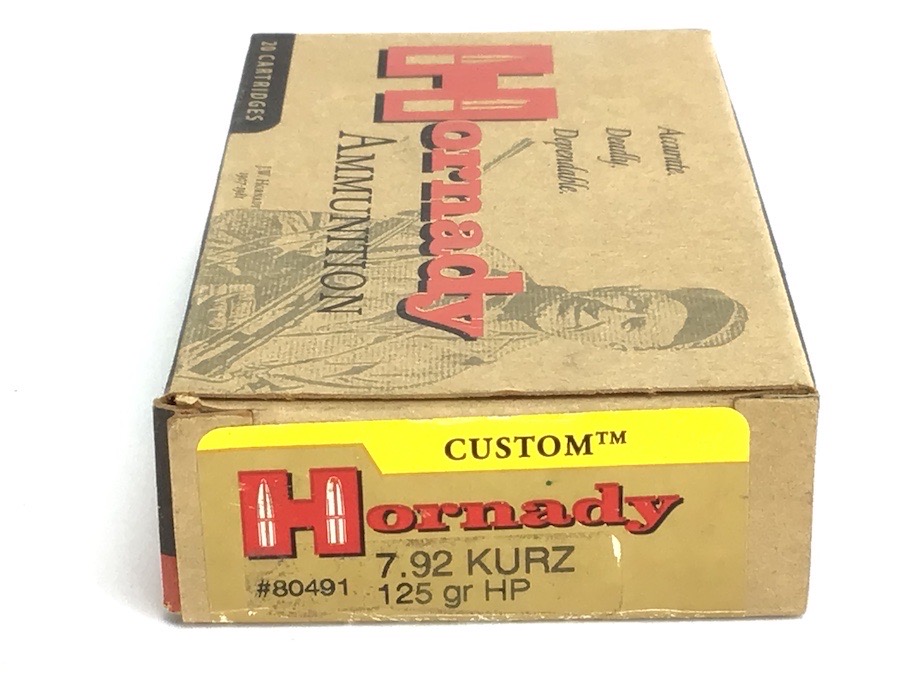 20 CARTRIDGES
Hornady
AMMUNITION
Accurate.
Deadly.
Dependable.
CUSTOM™
Hornady
7.92 KURZ
#80491 125 gr HP